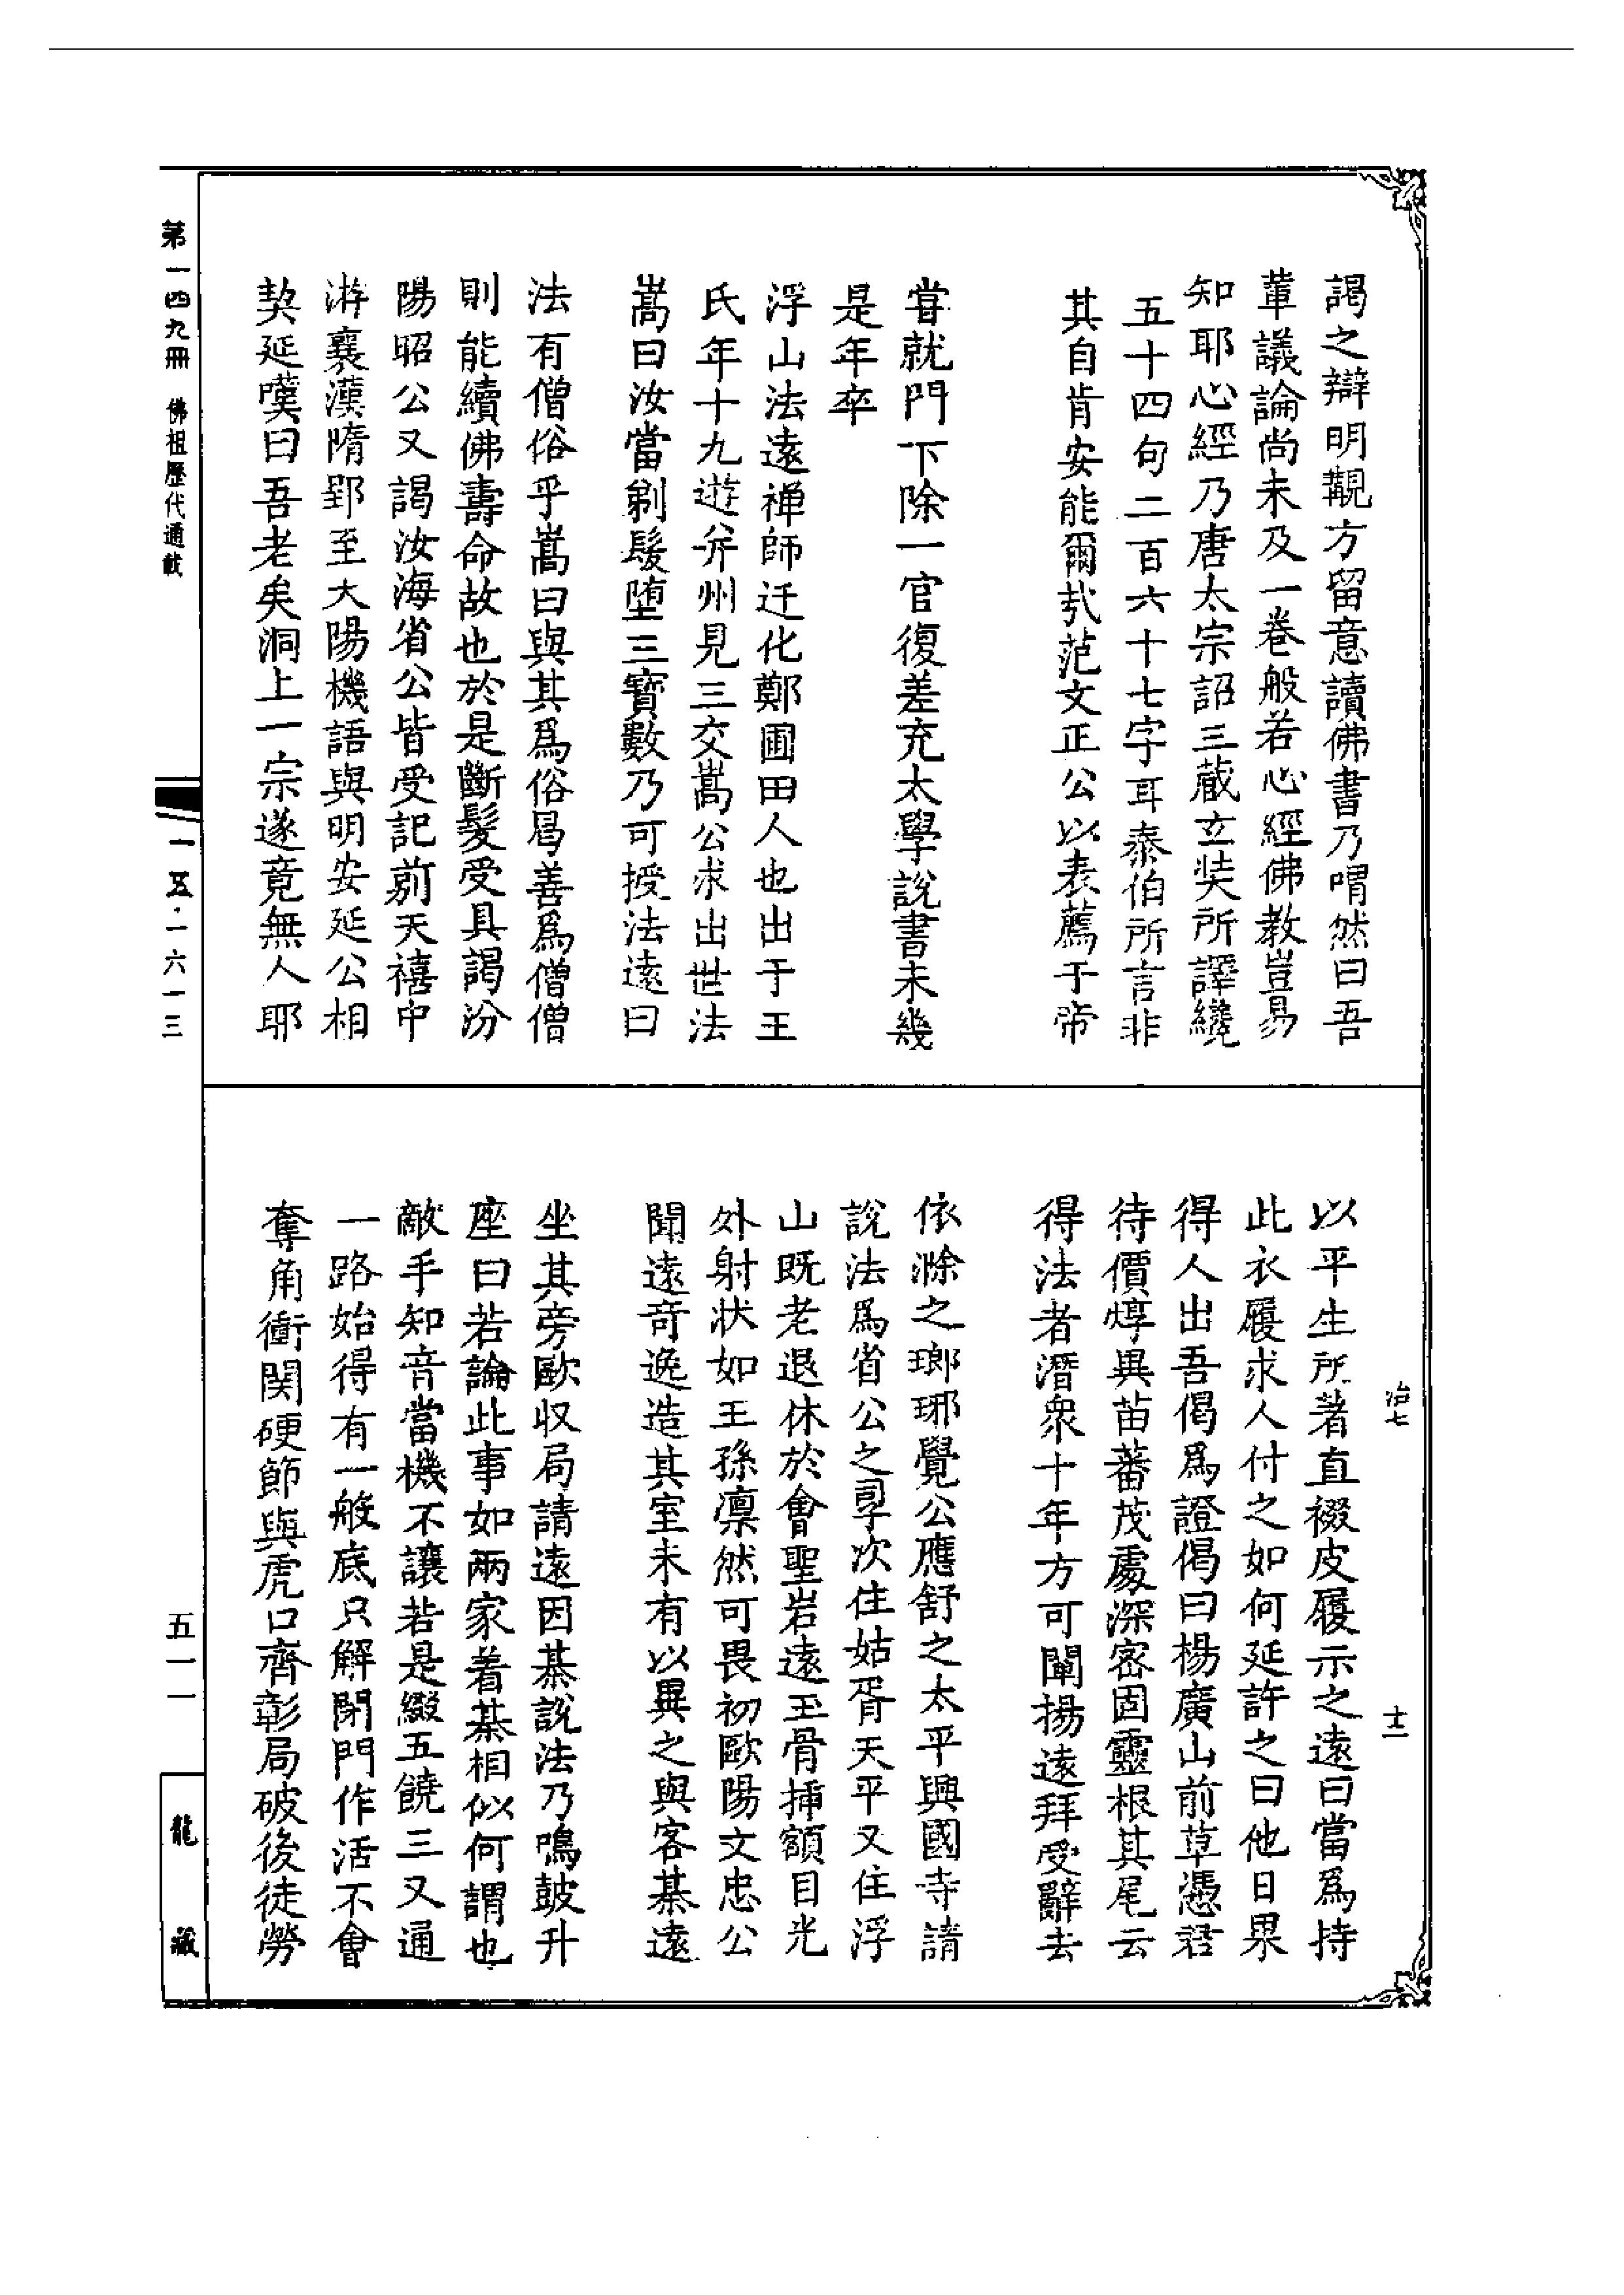 謁之辯明觀方留意讀佛書乃喟然曰吾
輩議論尚未及一卷般若心經佛教豈易
知耶心經乃唐太宗詔三藏玄奘所譯纔
五十四句二百六十七字耳泰伯所言非
其自肯安能爾哉范文正公以表薦于帝
甞就門下除一官復差充太學說書未幾
是年卒
浮山法遠禅師迁化鄭圃田人也出于王
氏年十九遊并州見三交嵩公求出世法
嵩曰汝當剃髮堕三寶數乃可授法遠曰
法有僧俗乎嵩曰與其爲俗曷善爲僧僧
則能續佛壽命故也於是斷髮受具謁汾
陽昭公又謁汝海省公皆受記莂天禧中
游襄漢隋郢至大陽機語與明安延公相
契延嘆曰吾老矣洞上一宗遂竟無人耶
以平生所著直裰皮履示之遠曰當爲持
此衣履求人付之如何延許之曰他日果
得人出吾偈爲證偈曰楊廣山前草憑君
待價焞異苗蕃茂處深密固靈根其尾云
得法者潛衆十年方可闡揚遠拜受辭去
依滁之瑯琊覺公應舒之太平興國寺請
說法爲省公之孠次住姑胥天平又住浮
山既老退休於會聖岩遠玉骨插額目光
外射狀如王孫凛然可畏初歐陽文忠公
聞遠奇逸造其室未有以異之與客棊遠
坐其旁歐収局請遠因棊說法乃鳴鼓升
座曰若論此事如兩家着棊相似何謂也
敵手知音當機不讓若是綴五饒三又通
一路始得有一般底只解閉門作活不會
奪角衝関硬節與虎口齊彰局破後徒勞
治七
十二
第一四九冊 佛祖歷代通載
一五·一六一三
五一一
龍藏